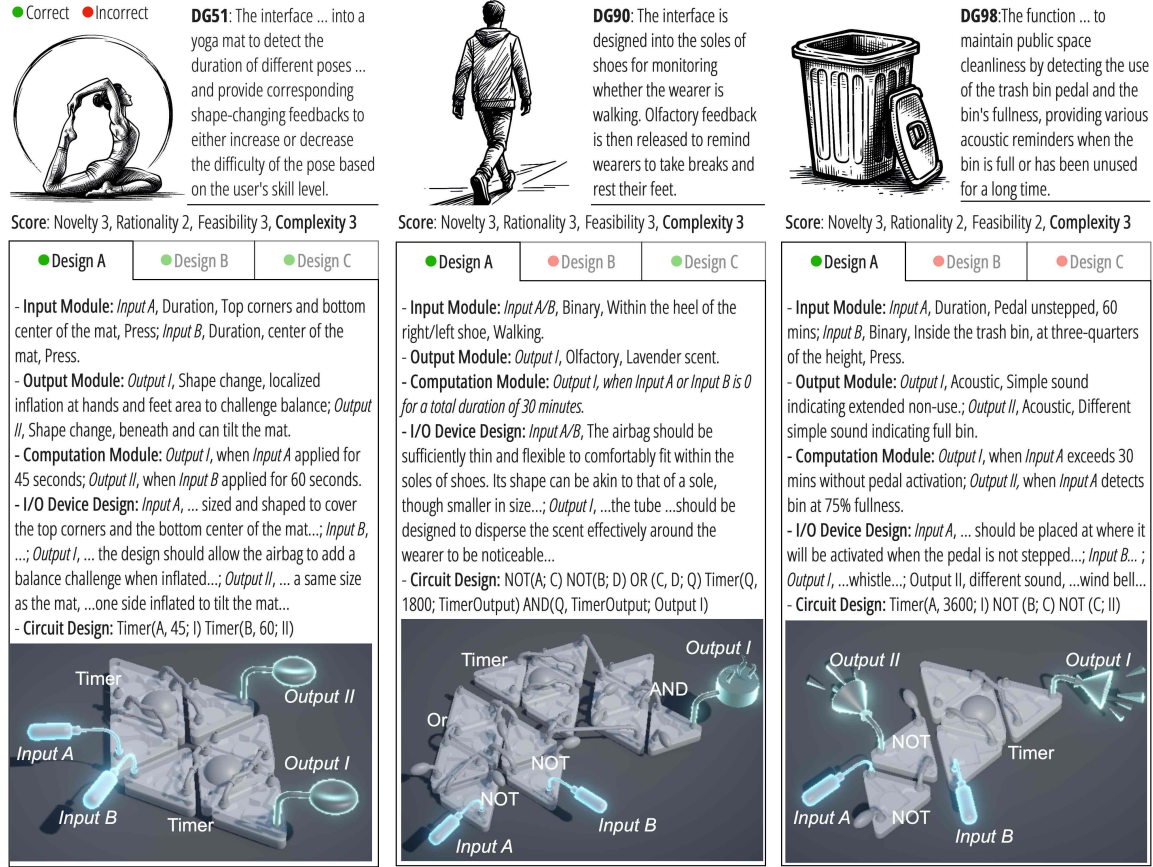 Correct Incorrect
DG51: The interface ... into a
yoga mat to detect the
duration of different poses ...
and provide corresponding
shape-changing feedbacks to
either increase or decrease
the difficulty of the pose based
on the user's skill level.
Score: Novelty 3, Rationality 2, Feasibility 3, Complexity 3
Design A Design B Design C
- Input Module: Input A, Duration, Top corners and bottom
center of the mat, Press; Input B, Duration, center of the
mat, Press.
- Output Module: Output I, Shape change, localized
inflation at hands and feet area to challenge balance; Output
II, Shape change, beneath and can tilt the mat.
- Computation Module: Output I, when Input A applied for
45 seconds; Output II, when Input B applied for 60 seconds.
- I/O Device Design: Input A, ... sized and shaped to cover
the top corners and the bottom center of the mat...; Input B,
...; Output I, ... the design should allow the airbag to add a
balance challenge when inflated...; Output II, ... a same size
as the mat, ...one side inflated to tilt the mat...
- Circuit Design: Timer(A, 45; I) Timer(B, 60; II)
Timer
Output II
Input A
Output I
Input B
Timer
DG90: The interface is
designed into the soles of
shoes for monitoring
whether the wearer is
walking. Olfactory feedback
is then released to remind
wearers to take breaks and
rest their feet.
Score: Novelty 3, Rationality 3, Feasibility 3, Complexity 3
Design A Design B Design C
- Input Module: Input A/B, Binary, Within the heel of the
right/left shoe, Walking.
- Output Module: Output I, Olfactory, Lavender scent.
- Computation Module: Output I, when Input A or Input B is 0
for a total duration of 30 minutes.
- I/O Device Design: Input A/B, The airbag should be
sufficiently thin and flexible to comfortably fit within the
soles of shoes. Its shape can be akin to that of a sole,
though smaller in size...; Output I, ...the tube ...should be
designed to disperse the scent effectively around the
wearer to be noticeable...
- Circuit Design: NOT(A; C) NOT(B; D) OR (C, D; Q) Timer(Q,
1800; TimerOutput) AND(Q, TimerOutput; Output I)
Output I
Timer
AND
Or
NOT
NOT
Input B
Input A
DG98:The function ... to
maintain public space
cleanliness by detecting the use
of the trash bin pedal and the
bin's fullness, providing various
acoustic reminders when the
bin is full or has been unused
for a long time.
Score: Novelty 3, Rationality 2, Feasibility 2, Complexity 3
Design A Design B Design C
- Input Module: Input A, Duration, Pedal unstepped, 60
mins; Input B, Binary, Inside the trash bin, at three-quarters
of the height, Press.
- Output Module: Output I, Acoustic, Simple sound
indicating extended non-use.; Output II, Acoustic, Different
simple sound indicating full bin.
- Computation Module: Output I, when Input A exceeds 30
mins without pedal activation; Output II, when Input A detects
bin at 75% fullness.
- I/O Device Design: Input A, ... should be placed at where it
will be activated when the pedal is not stepped...; Input B... ;
Output I, ...whistle...; Output II, different sound, ...wind bell...
- Circuit Design: Timer(A, 3600; I) NOT (B; C) NOT (C; II)
Output II
Output I
NOT
Timer
Input A
NOT
Input B